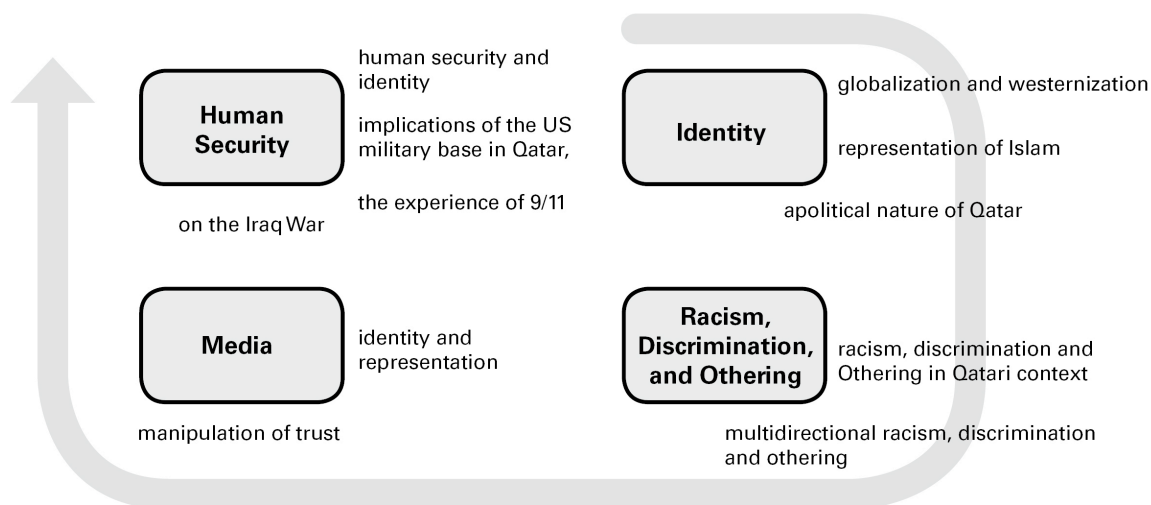 Human
Security
human security and
identity
implications of the US
military base in Qatar,
the experience of 9/11
on the Iraq War
Identity
globalization and westernization
representation of Islam
apolitical nature of Qatar
Media
identity and
representation
manipulation of trust
Racism,
Discrimination,
and Othering
racism, discrimination and
Othering in Qatari context
multidirectional racism, discrimination
and othering